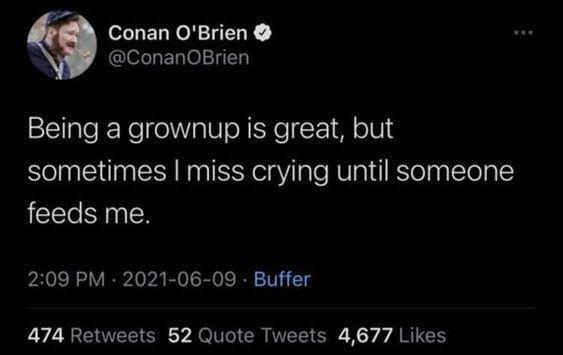 Conan O'Brien
@ConanOBrien
Being a grownup is great, but
sometimes I miss crying until someone
feeds me.
2:09 PM · 2021-06-09 · Buffer
474 Retweets 52 Quote Tweets 4,677 Likes